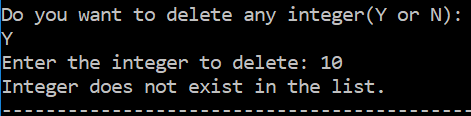 Do you want to delete any integer(Y or N):
Y
Enter the integer to delete: 10
Integer does not exist in the list.
-------------------------------------------